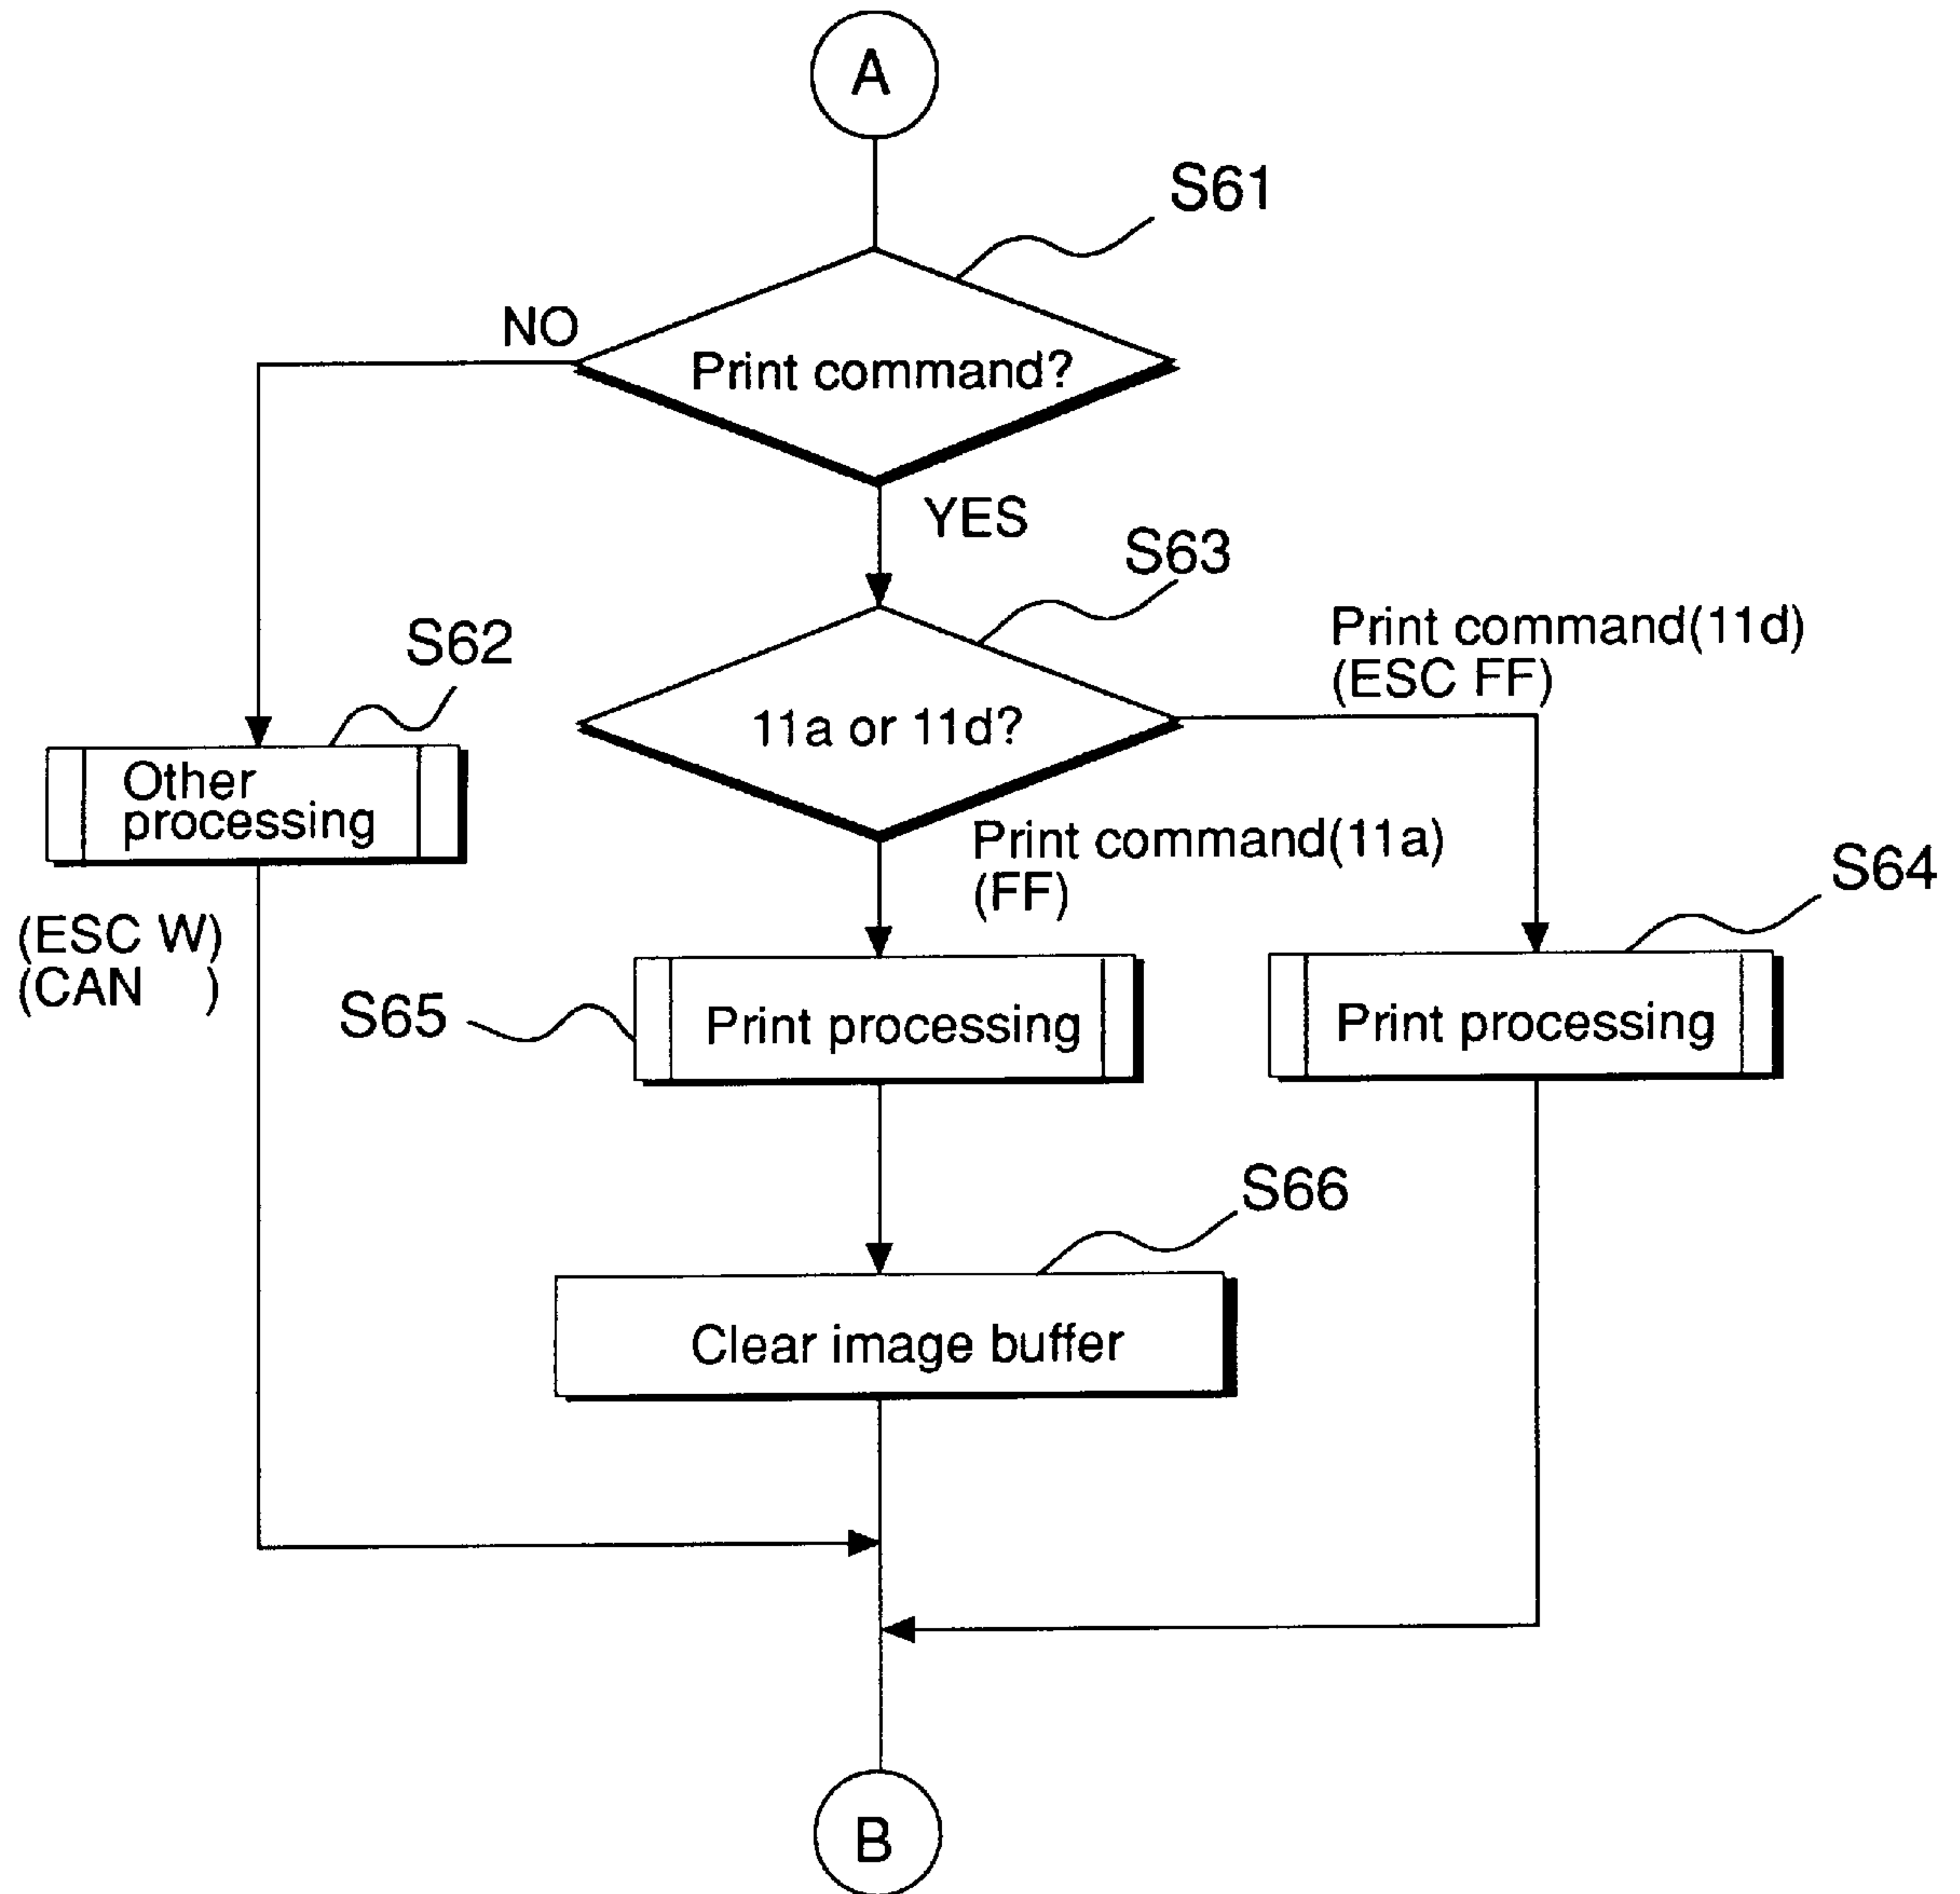 A
S61
NO
Print command?
YES
S63
Print command(11d)
(ESC FF)
S62
11a or 11d?
Other
processing
Print command(11a)
(FF)
S64
(ESC W)
(CAN    )
S65
Print processing
Print processing
S66
Clear image buffer
B